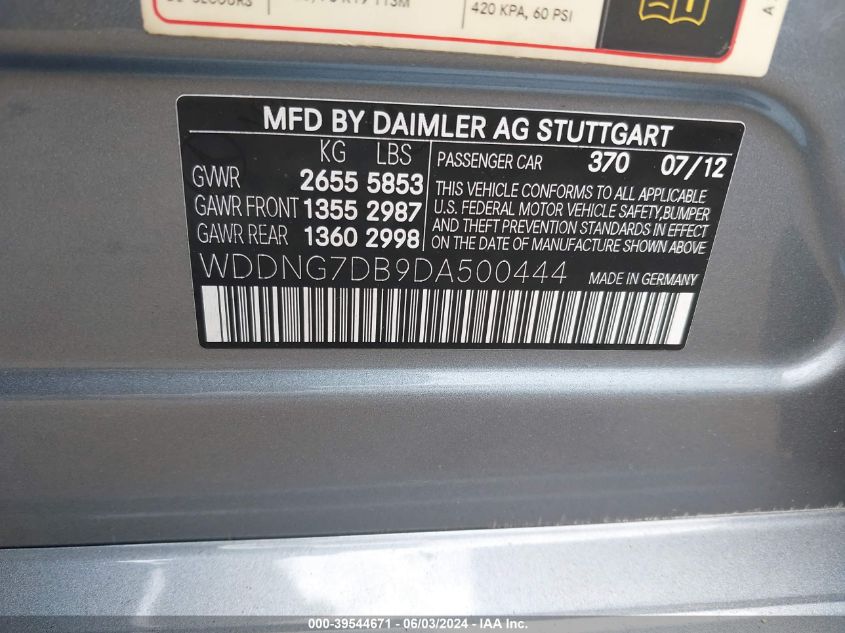 420 KPA, 60 PSI
MFD BY DAIMLER AG STUTTGART
KG LBS
GVWR 2655 5853
GAWR FRONT 1355 2987
GAWR REAR 1360 2998
PASSENGER CAR 370 07/12
THIS VEHICLE CONFORMS TO ALL APPLICABLE
U.S. FEDERAL MOTOR VEHICLE SAFETY,BUMPER
AND THEFT PREVENTION STANDARDS IN EFFECT
ON THE DATE OF MANUFACTURE SHOWN ABOVE
WDDNG7DB9DA500444 MADE IN GERMANY
000-39544671 - 06/03/2024 - IAA Inc.